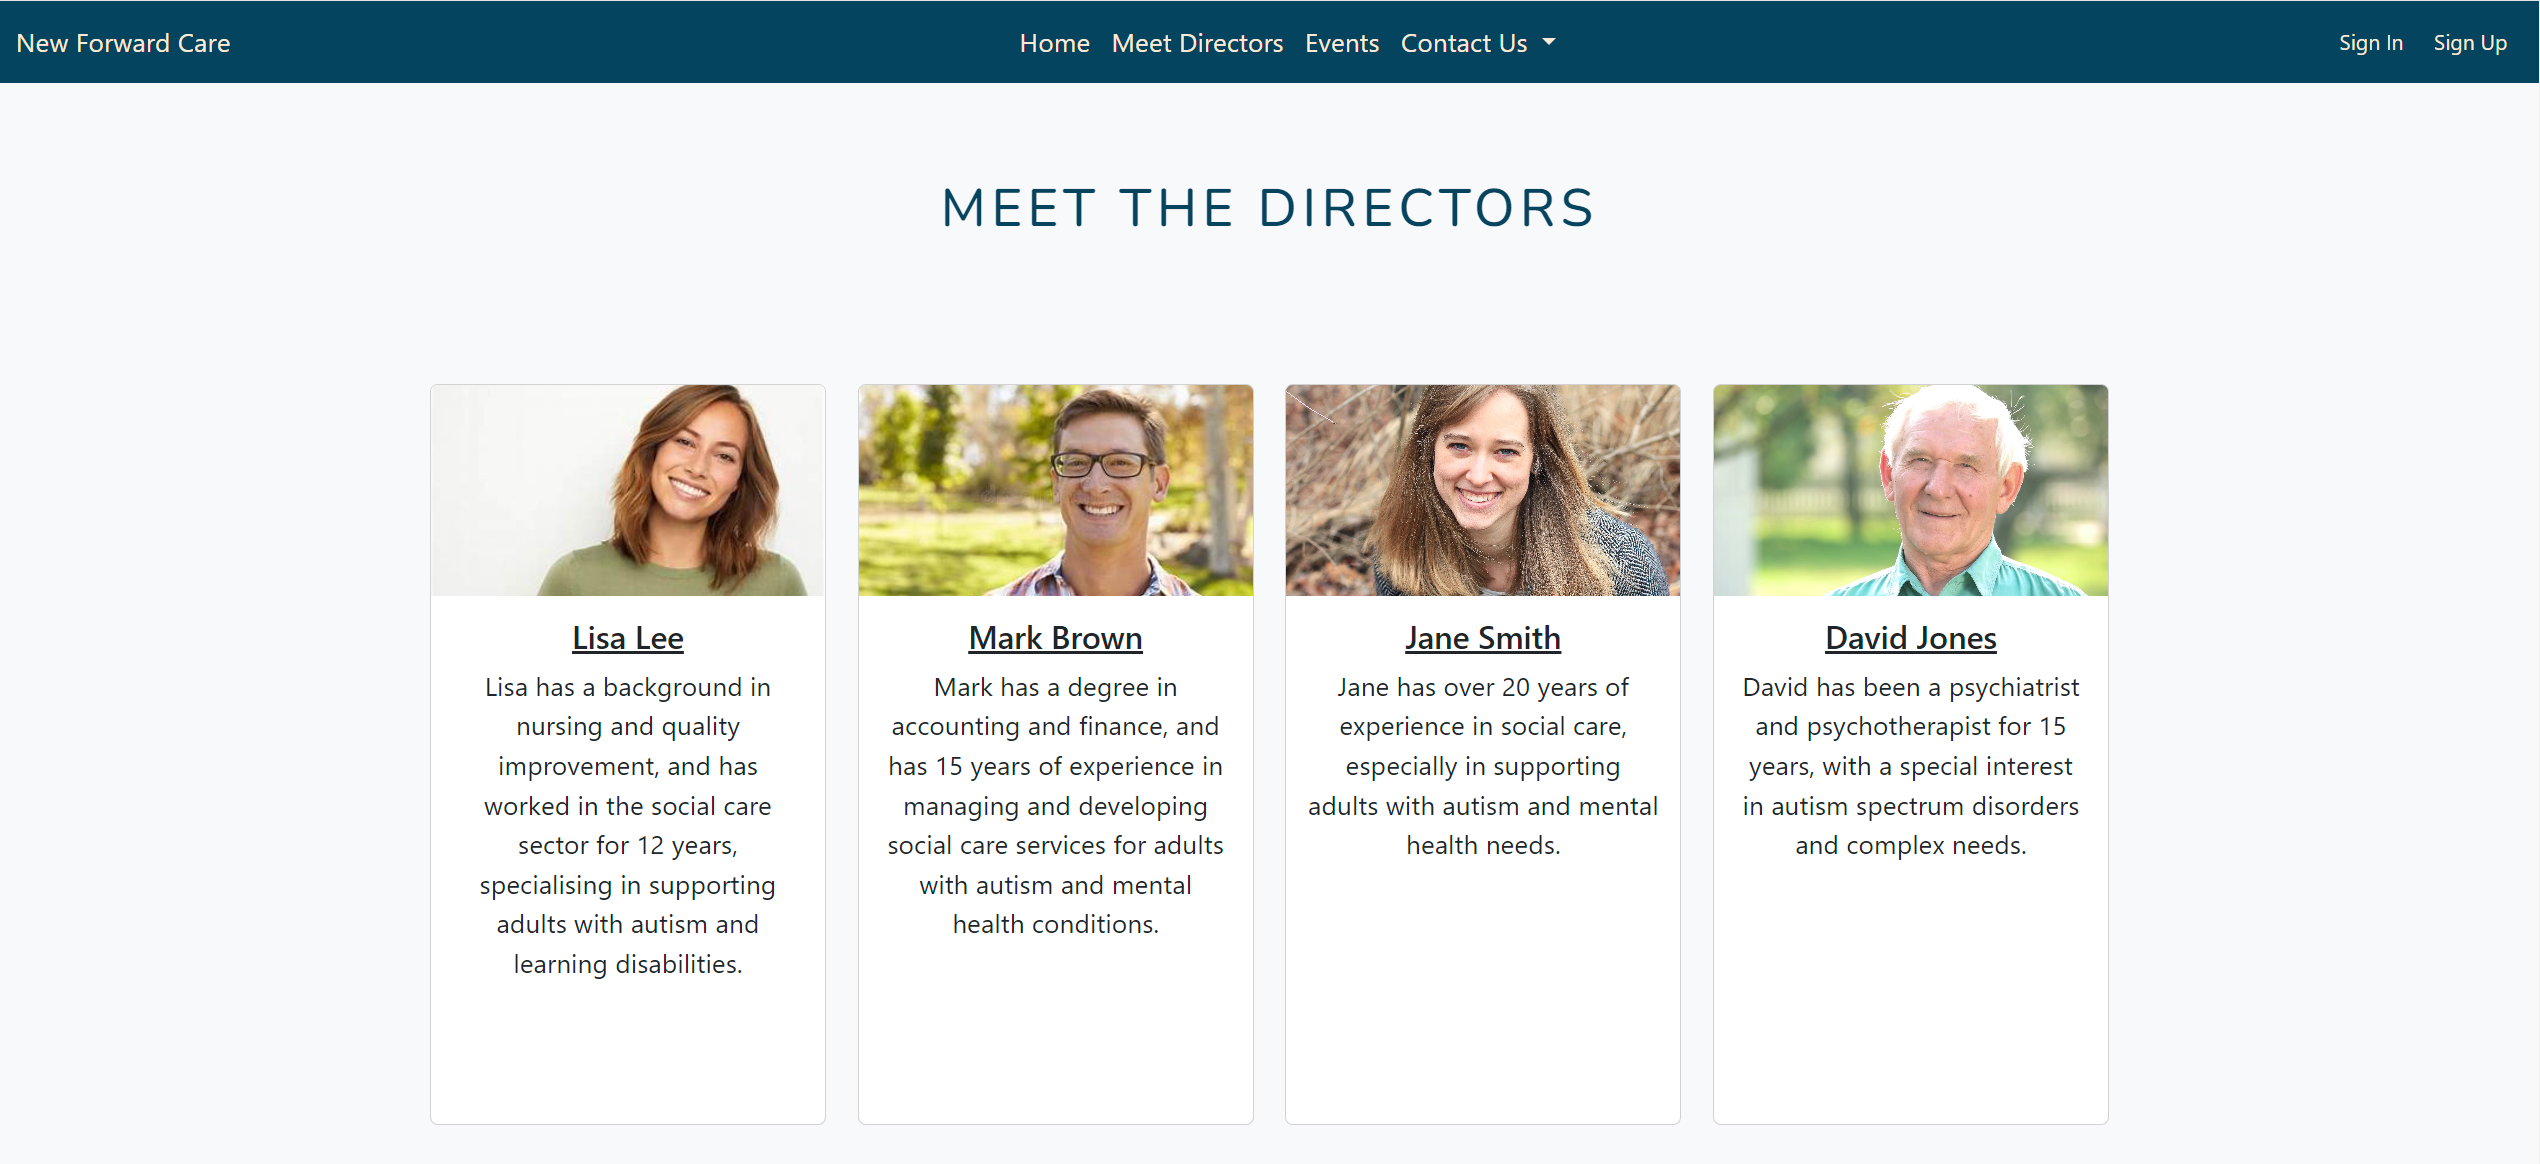 New Forward Care
Home Meet Directors Events Contact Us
Sign In Sign Up
MEET THE DIRECTORS
Lisa Lee
Lisa has a background in
nursing and quality
improvement, and has
worked in the social care
sector for 12 years,
specialising in supporting
adults with autism and
learning disabilities.
Mark Brown
Mark has a degree in
accounting and finance, and
has 15 years of experience in
managing and developing
social care services for adults
with autism and mental
health conditions.
Jane Smith
Jane has over 20 years of
experience in social care,
especially in supporting
adults with autism and mental
health needs.
David Jones
David has been a psychiatrist
and psychotherapist for 15
years, with a special interest
in autism spectrum disorders
and complex needs.